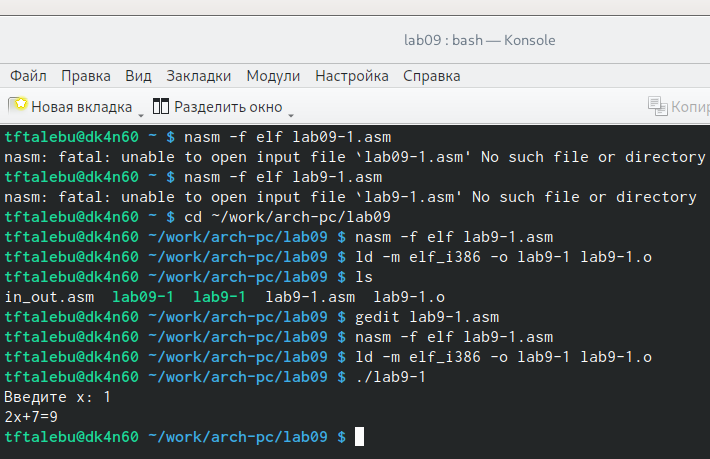 lab09 : bash — Konsole
Файл Правка Вид Закладки Модули Настройка Справка
Новая вкладка Разделить окно Копир
tftalebu@dk4n60 ~ $ nasm -f elf lab09-1.asm
nasm: fatal: unable to open input file `lab09-1.asm' No such file or directory
tftalebu@dk4n60 ~ $ nasm -f elf lab9-1.asm
nasm: fatal: unable to open input file `lab9-1.asm' No such file or directory
tftalebu@dk4n60 ~ $ cd ~/work/arch-pc/lab09
tftalebu@dk4n60 ~/work/arch-pc/lab09 $ nasm -f elf lab9-1.asm
tftalebu@dk4n60 ~/work/arch-pc/lab09 $ ld -m elf_i386 -o lab9-1 lab9-1.o
tftalebu@dk4n60 ~/work/arch-pc/lab09 $ ls
in_out.asm lab09-1 lab9-1 lab9-1.asm lab9-1.o
tftalebu@dk4n60 ~/work/arch-pc/lab09 $ gedit lab9-1.asm
tftalebu@dk4n60 ~/work/arch-pc/lab09 $ nasm -f elf lab9-1.asm
tftalebu@dk4n60 ~/work/arch-pc/lab09 $ ld -m elf_i386 -o lab9-1 lab9-1.o
tftalebu@dk4n60 ~/work/arch-pc/lab09 $ ./lab9-1
Введите x: 1
2x+7=9
tftalebu@dk4n60 ~/work/arch-pc/lab09 $